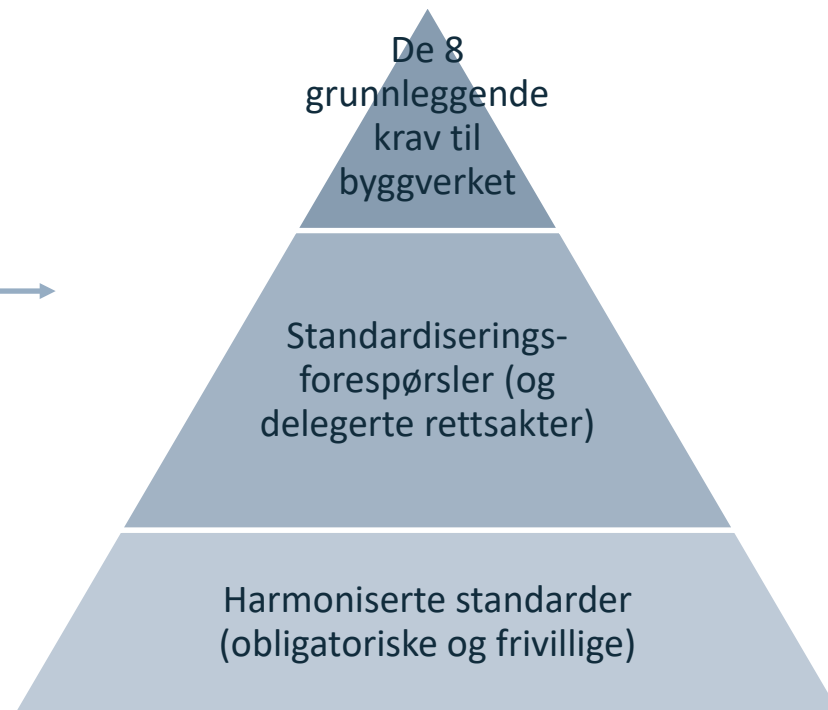 De 8
grunnleggende
krav til
byggverket
Standardiserings-
forespørsler (og
delegerte rettsakter)
Harmoniserte standarder
(obligatoriske og frivillige)